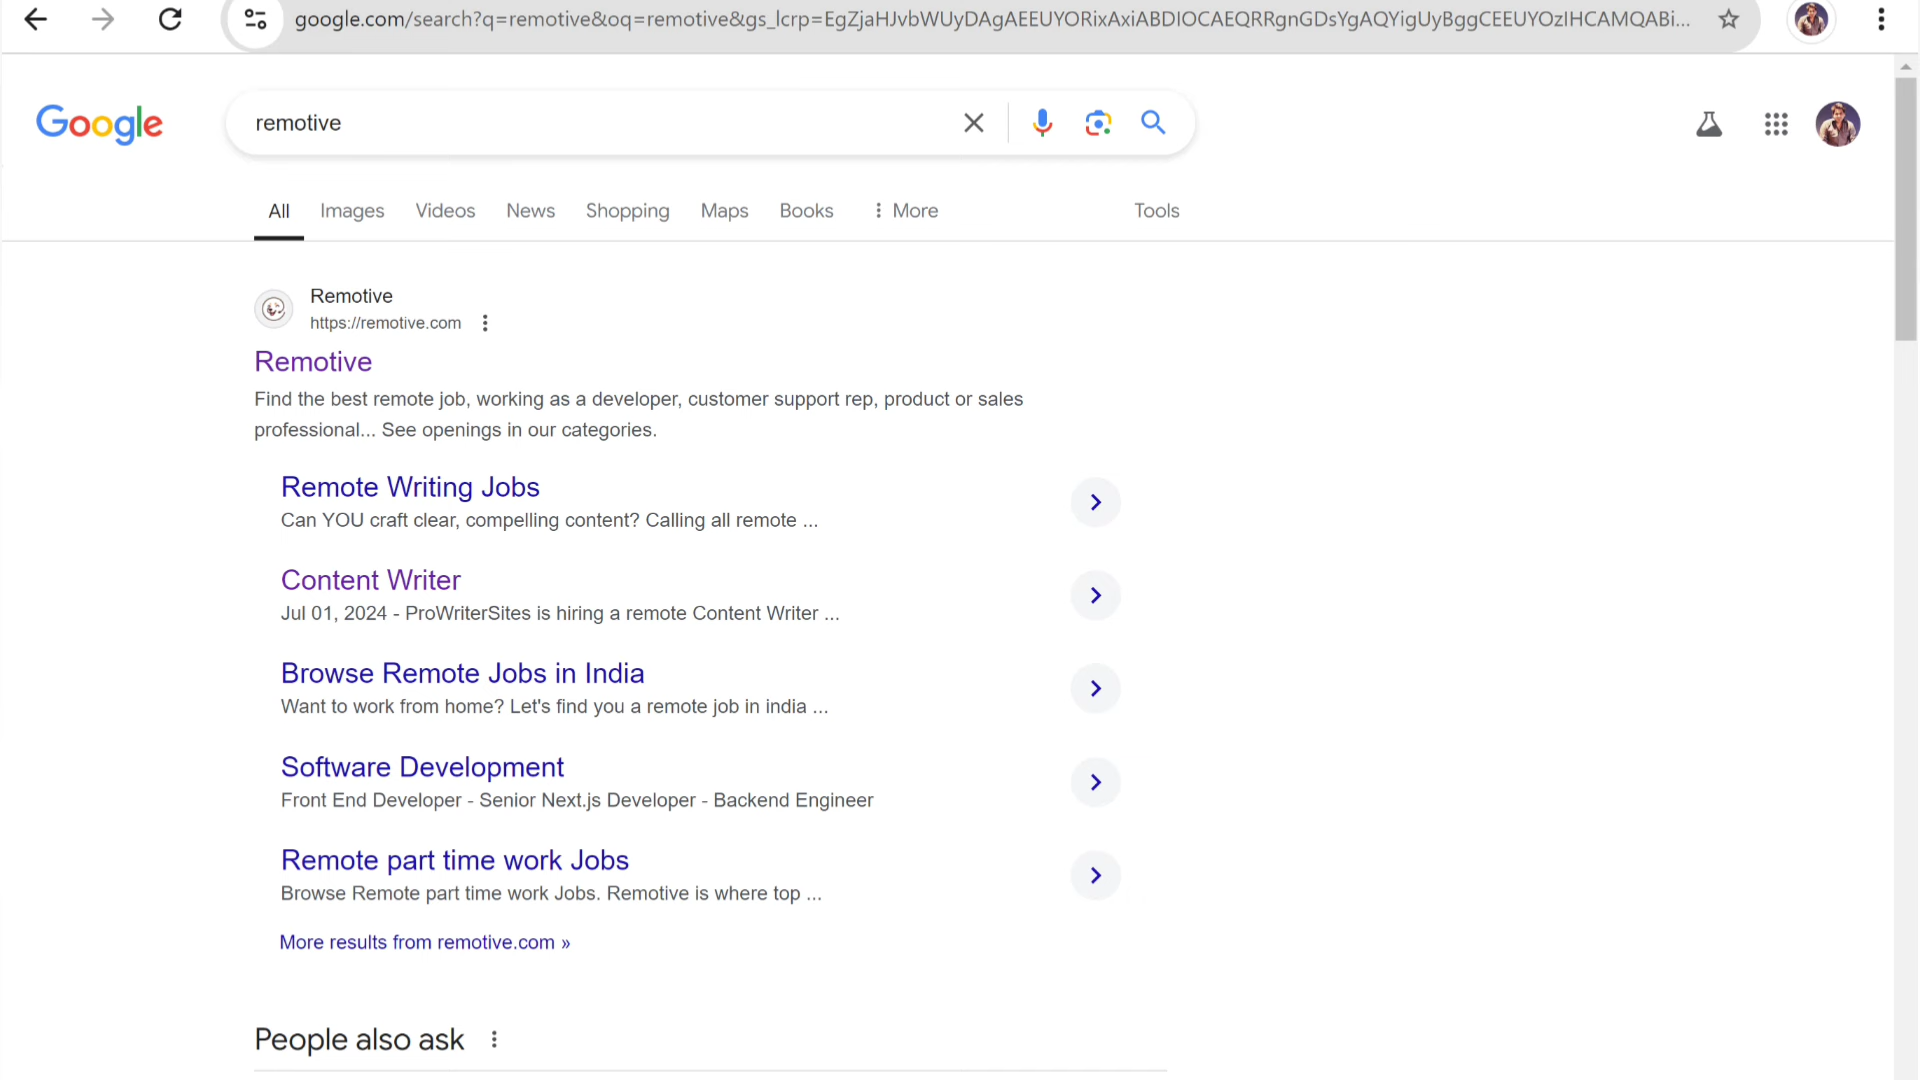 google.com/search?q=remotive&oq=remotive&gs_lcrp=EgZjaHJvbWUyDAgAEEUYORixAxiABDIOCAEQRRgnGDsYgAQYigUyBggCEEUYOzIHCAMQABi...
Google
remotive
All Images Videos News Shopping Maps Books More Tools
Remotive
https://remotive.com
Remotive
Find the best remote job, working as a developer, customer support rep, product or sales
professional... See openings in our categories.
Remote Writing Jobs
Can YOU craft clear, compelling content? Calling all remote ...
Content Writer
Jul 01, 2024 - ProWriterSites is hiring a remote Content Writer ...
Browse Remote Jobs in India
Want to work from home? Let's find you a remote job in india ...
Software Development
Front End Developer - Senior Next.js Developer - Backend Engineer
Remote part time work Jobs
Browse Remote part time work Jobs. Remotive is where top ...
More results from remotive.com »
People also ask